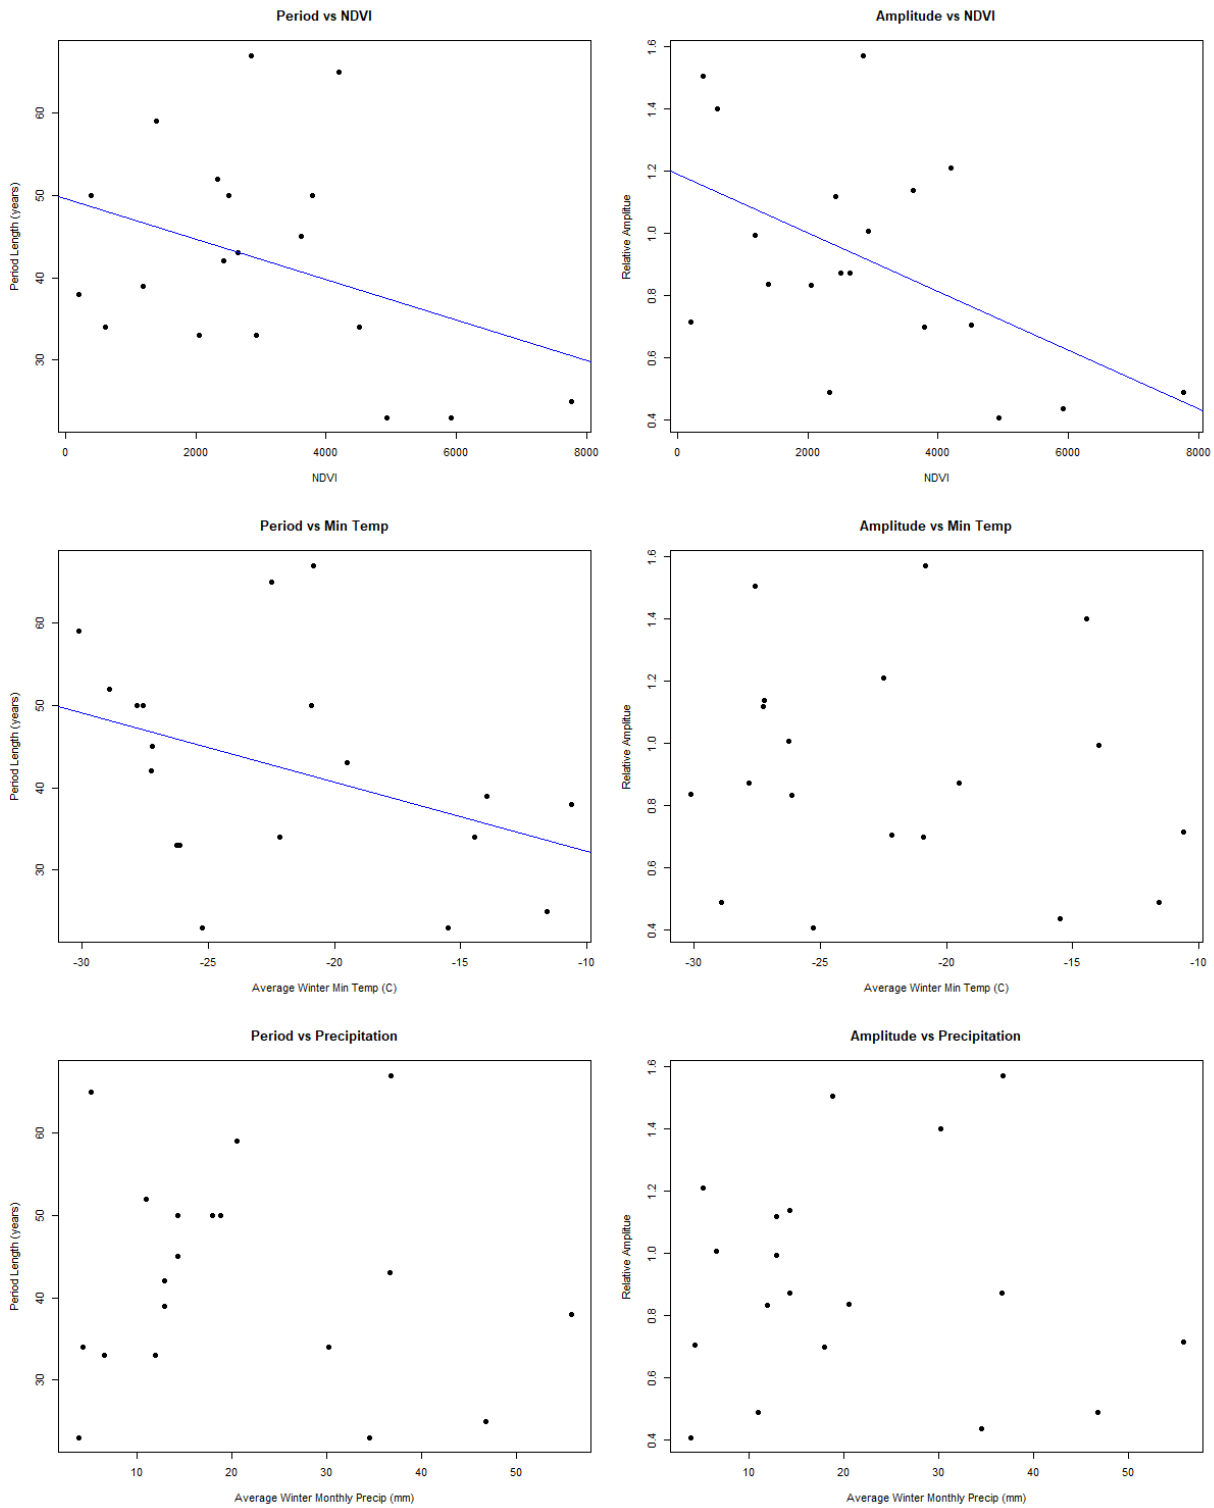 Period vs NDVI
Period Length (years)
60
50
40
30
0 2000 4000 6000 8000
NDVI
Amplitude vs NDVI
Relative Amplitue
1.6
1.4
1.2
1.0
0.8
0.6
0.4
0 2000 4000 6000 8000
NDVI
Period vs Min Temp
Period Length (years)
60
50
40
30
-30 -25 -20 -15 -10
Average Winter Min Temp (C)
Amplitude vs Min Temp
Relative Amplitue
1.6
1.4
1.2
1.0
0.8
0.6
0.4
-30 -25 -20 -15 -10
Average Winter Min Temp (C)
Period vs Precipitation
Period Length (years)
60
50
40
30
10 20 30 40 50
Average Winter Monthly Precip (mm)
Amplitude vs Precipitation
Relative Amplitue
1.6
1.4
1.2
1.0
0.8
0.6
0.4
10 20 30 40 50
Average Winter Monthly Precip (mm)